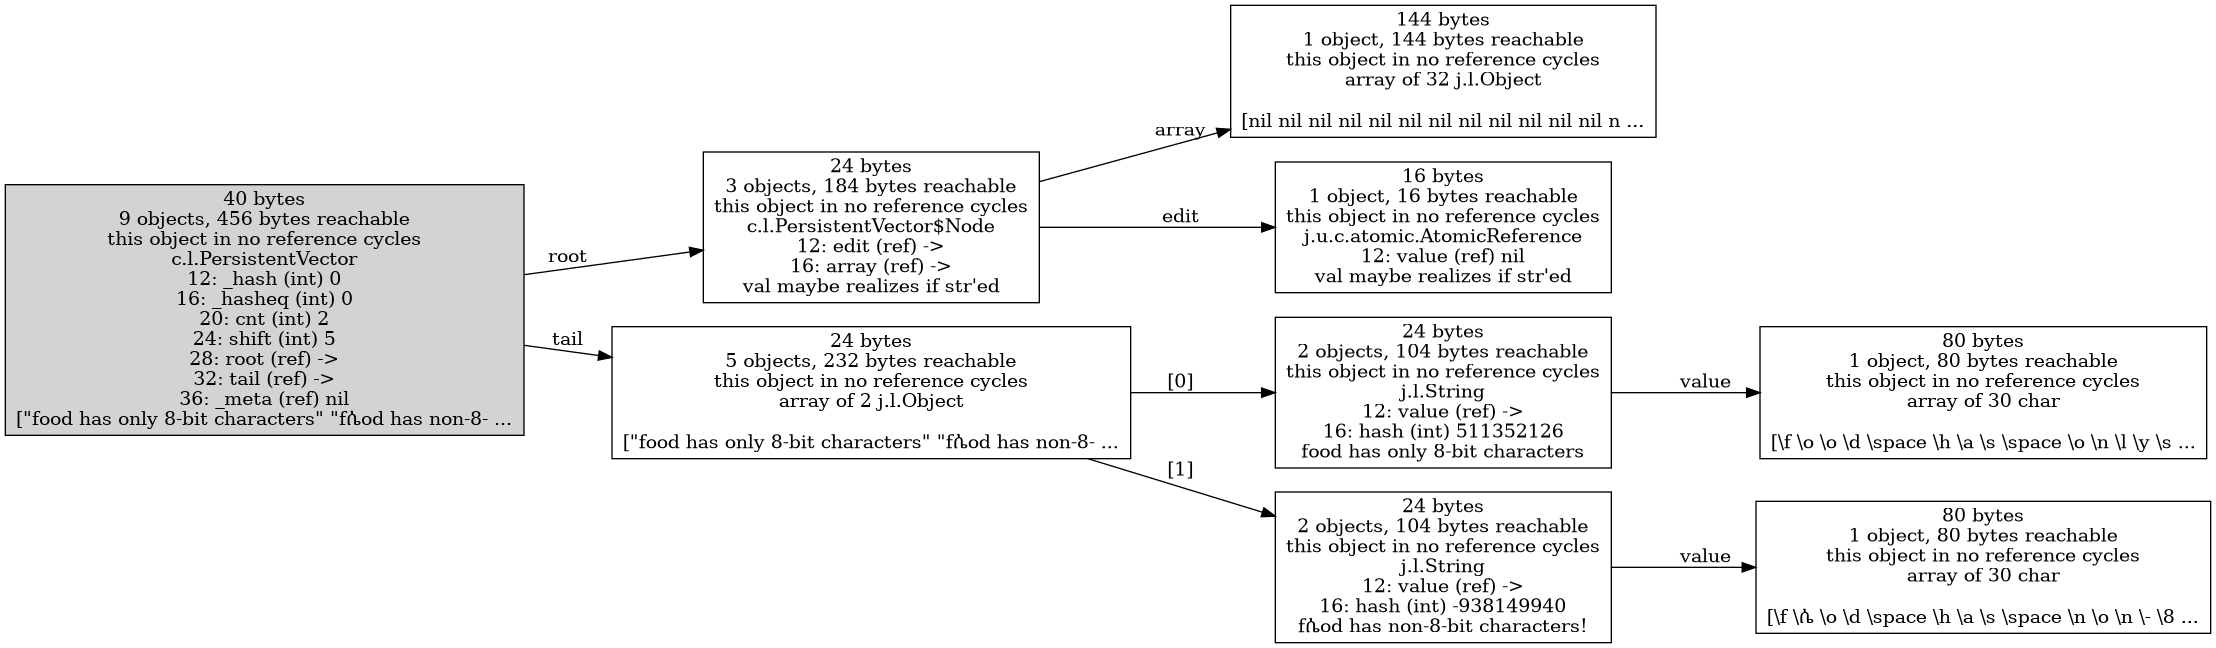 40 bytes
9 objects, 456 bytes reachable
this object in no reference cycles
c.l.PersistentVector
12: _hash (int) 0
16: _hasheq (int) 0
20: cnt (int) 2
24: shift (int) 5
28: root (ref) ->
32: tail (ref) ->
36: _meta (ref) nil
["food has only 8-bit characters" "fሴod has non-8- ...
root
tail
24 bytes
3 objects, 184 bytes reachable
this object in no reference cycles
c.l.PersistentVector$Node
12: edit (ref) ->
16: array (ref) ->
val maybe realizes if str'ed
array
edit
24 bytes
5 objects, 232 bytes reachable
this object in no reference cycles
array of 2 j.l.Object
["food has only 8-bit characters" "fሴod has non-8- ...
[0]
[1]
144 bytes
1 object, 144 bytes reachable
this object in no reference cycles
array of 32 j.l.Object
[nil nil nil nil nil nil nil nil nil nil nil nil n ...
16 bytes
1 object, 16 bytes reachable
this object in no reference cycles
j.u.c.atomic.AtomicReference
12: value (ref) nil
val maybe realizes if str'ed
24 bytes
2 objects, 104 bytes reachable
this object in no reference cycles
j.l.String
12: value (ref) ->
16: hash (int) 511352126
food has only 8-bit characters
value
24 bytes
2 objects, 104 bytes reachable
this object in no reference cycles
j.l.String
12: value (ref) ->
16: hash (int) -938149940
fሴod has non-8-bit characters!
value
80 bytes
1 object, 80 bytes reachable
this object in no reference cycles
array of 30 char
[\f \o \o \d \space \h \a \s \space \o \n \l \y \s ...
80 bytes
1 object, 80 bytes reachable
this object in no reference cycles
array of 30 char
[\f \ሴ \o \d \space \h \a \s \space \n \o \n \- \8 ...